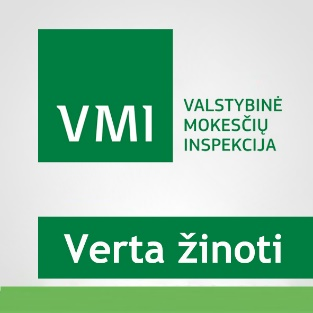 VMI
VALSTYBINĖ
MOKESČIŲ
INSPEKCIJA
Verta žinoti